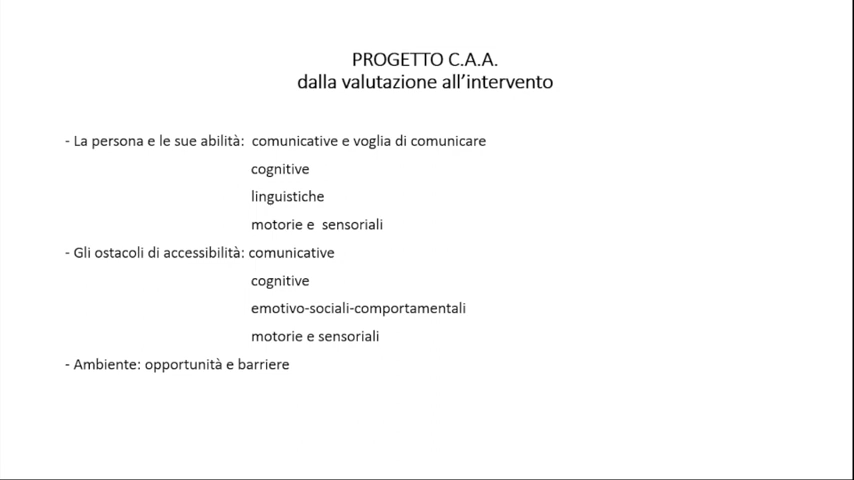 PROGETTO C.A.A.
dalla valutazione all’intervento
- La persona e le sue abilità: comunicative e voglia di comunicare
cognitive
linguistiche
motorie e sensoriali
- Gli ostacoli di accessibilità: comunicative
cognitive
emotivo-sociali-comportamentali
motorie e sensoriali
- Ambiente: opportunità e barriere